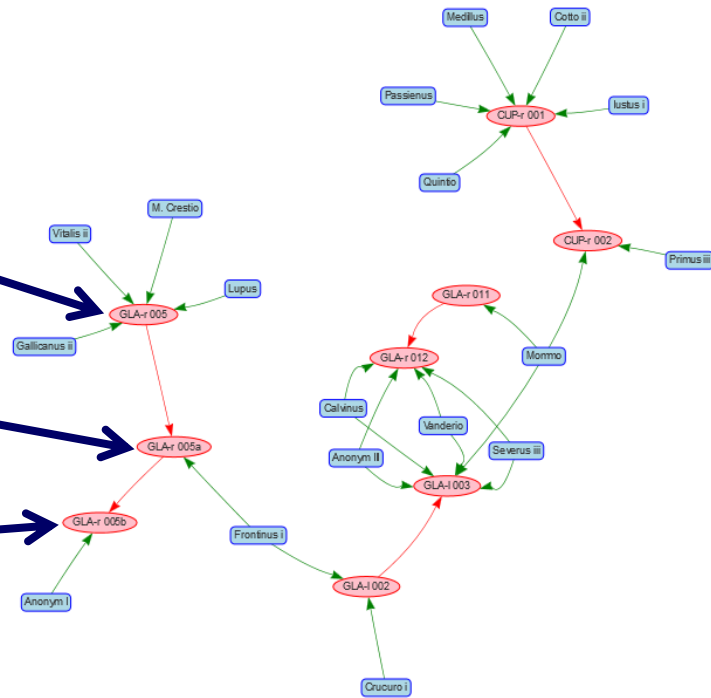 Medillus
Cotto ii
Passienus
Iustus i
CUP-r 001
Quintio
M. Crestio
Vitalis ii
CUP-r 002
Primus iii
Lupus
GLA-r 011
GLA-r 005
Gallicanus ii
GLA-r 012
Mommo
Calvinus
Vanderio
GLA-r 005a
Anonym II
Severus iii
GLA-l 003
GLA-r 005b
Frontinus i
GLA-l 002
Anonym I
Crucuro i